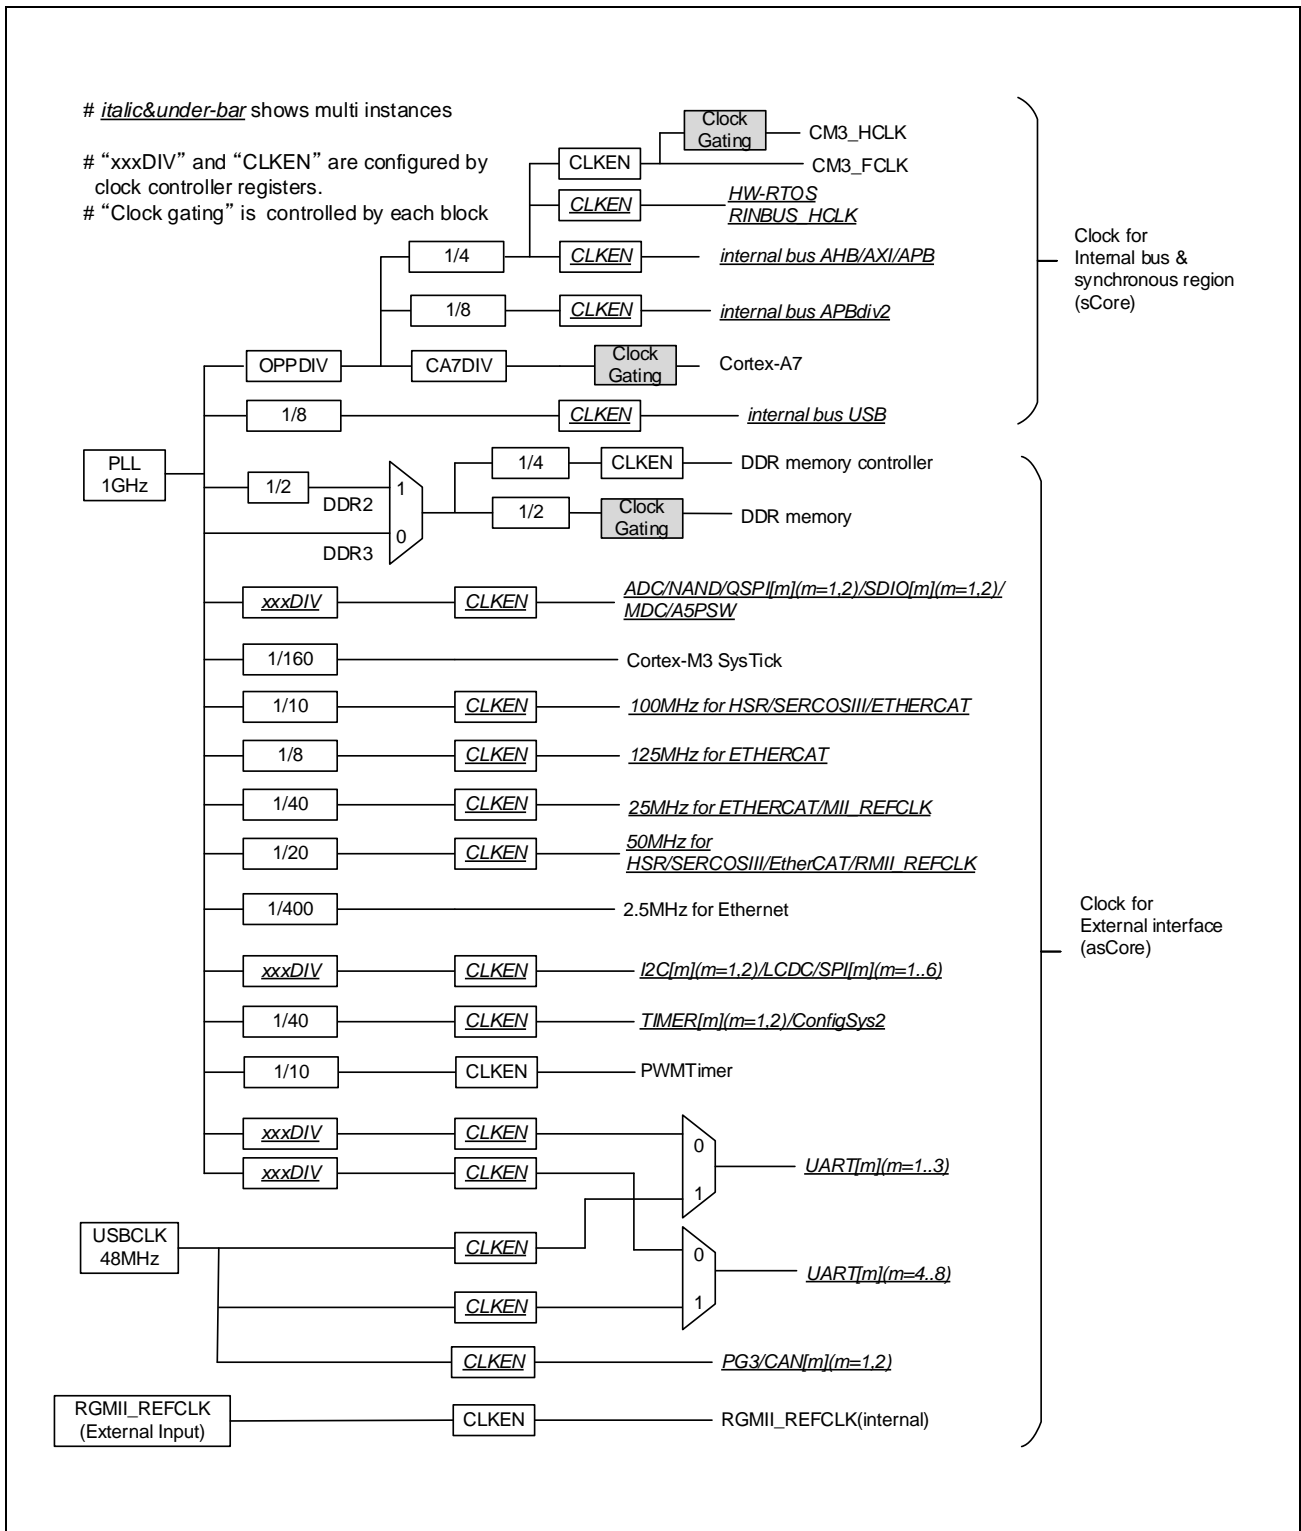 # italic&under-bar shows multi instances
# “xxxDIV” and “CLKEN” are configured by
clock controller registers.
# “Clock gating” is controlled by each block
Clock
Gating
CM3_HCLK
CLKEN
CM3_FCLK
CLKEN
HW-RTOS
RINBUS_HCLK
1/4
CLKEN
internal bus AHB/AXI/APB
1/8
CLKEN
internal bus APBdiv2
OPPDIV
CA7DIV
Clock
Gating
Cortex-A7
1/8
CLKEN
internal bus USB
Clock for
Internal bus &
synchronous region
(sCore)
PLL
1GHz
1/2
DDR2
DDR3
1
0
1/4
CLKEN
DDR memory controller
1/2
Clock
Gating
DDR memory
xxxDIV
CLKEN
ADC/NAND/QSPI[m](m=1,2)/SDIO[m](m=1,2)/
MDC/A5PSW
1/160
Cortex-M3 SysTick
1/10
CLKEN
100MHz for HSR/SERCOSIII/ETHERCAT
1/8
CLKEN
125MHz for ETHERCAT
1/40
CLKEN
25MHz for ETHERCAT/MII_REFCLK
1/20
CLKEN
50MHz for
HSR/SERCOSIII/EtherCAT/RMII_REFCLK
1/400
2.5MHz for Ethernet
Clock for
External interface
(asCore)
xxxDIV
CLKEN
I2C[m](m=1,2)/LCDC/SPI[m](m=1..6)
1/40
CLKEN
TIMER[m](m=1,2)/ConfigSys2
1/10
CLKEN
PWMTimer
xxxDIV
CLKEN
0
1
UART[m](m=1..3)
xxxDIV
CLKEN
USBCLK
48MHz
CLKEN
0
1
UART[m](m=4..8)
CLKEN
CLKEN
PG3/CAN[m](m=1,2)
RGMII_REFCLK
(External Input)
CLKEN
RGMII_REFCLK(internal)